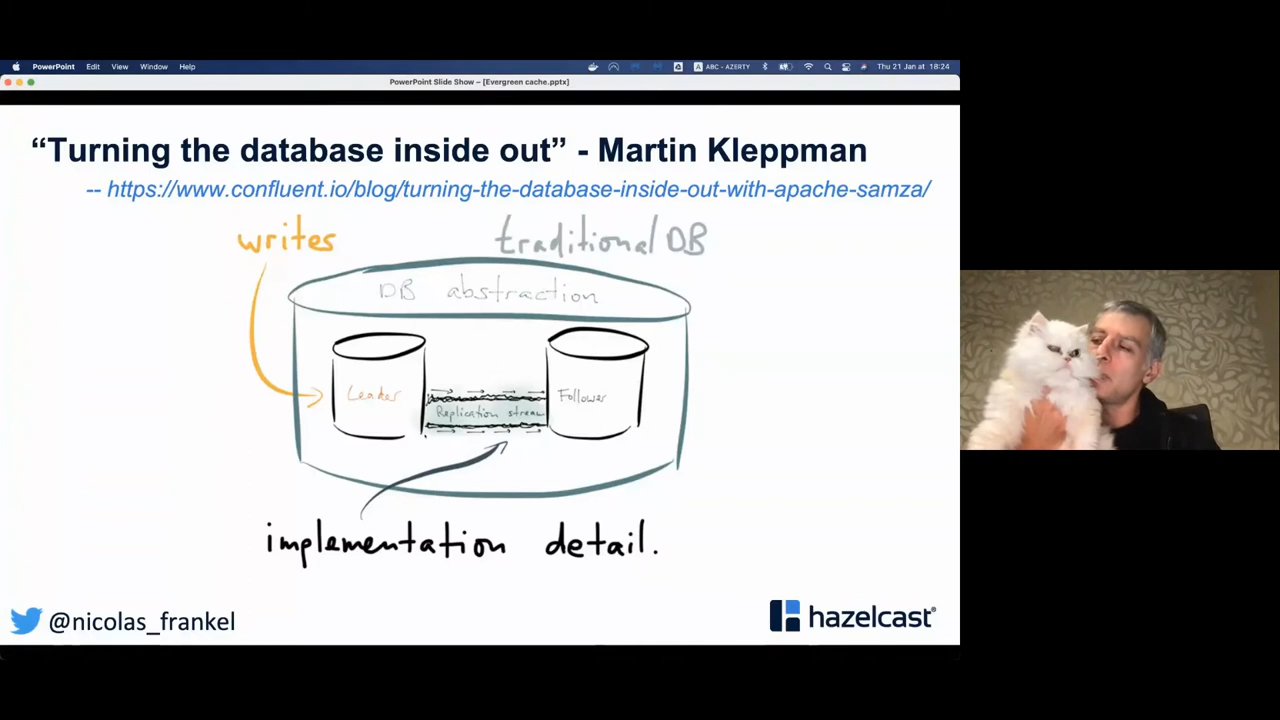 PowerPoint Edit View Window Help ABC - AZERTY Thu 21 Jan at 18:24
PowerPoint Slide Show – [Evergreen cache.pptx]
“Turning the database inside out” - Martin Kleppman
-- https://www.confluent.io/blog/turning-the-database-inside-out-with-apache-samza/
writes
traditional DB
DB abstraction
Leader
Replication stream
Follower
implementation detail.
@nicolas_frankel
hazelcast